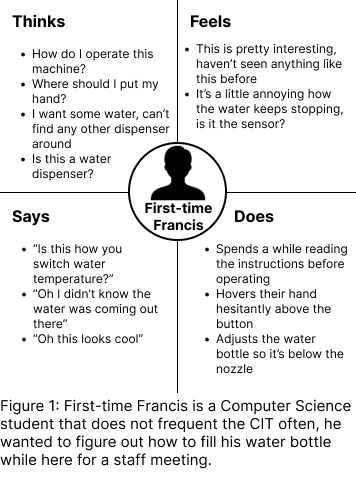 Thinks
• How do I operate this
machine?
• Where should I put my
hand?
• I want some water, can’t
find any other dispenser
around
• Is this a water
dispenser?
Feels
• This is pretty interesting,
haven’t seen anything like
this before
• It’s a little annoying how
the water keeps stopping,
is it the sensor?
First-time
Francis
Says
• “Is this how you
switch water
temperature?”
• “Oh I didn’t know the
water was coming out
there”
• “Oh this looks cool”
Does
• Spends a while reading
the instructions before
operating
• Hovers their hand
hesitantly above the
button
• Adjusts the water
bottle so it’s below the
nozzle
Figure 1: First-time Francis is a Computer Science
student that does not frequent the CIT often, he
wanted to figure out how to fill his water bottle
while here for a staff meeting.